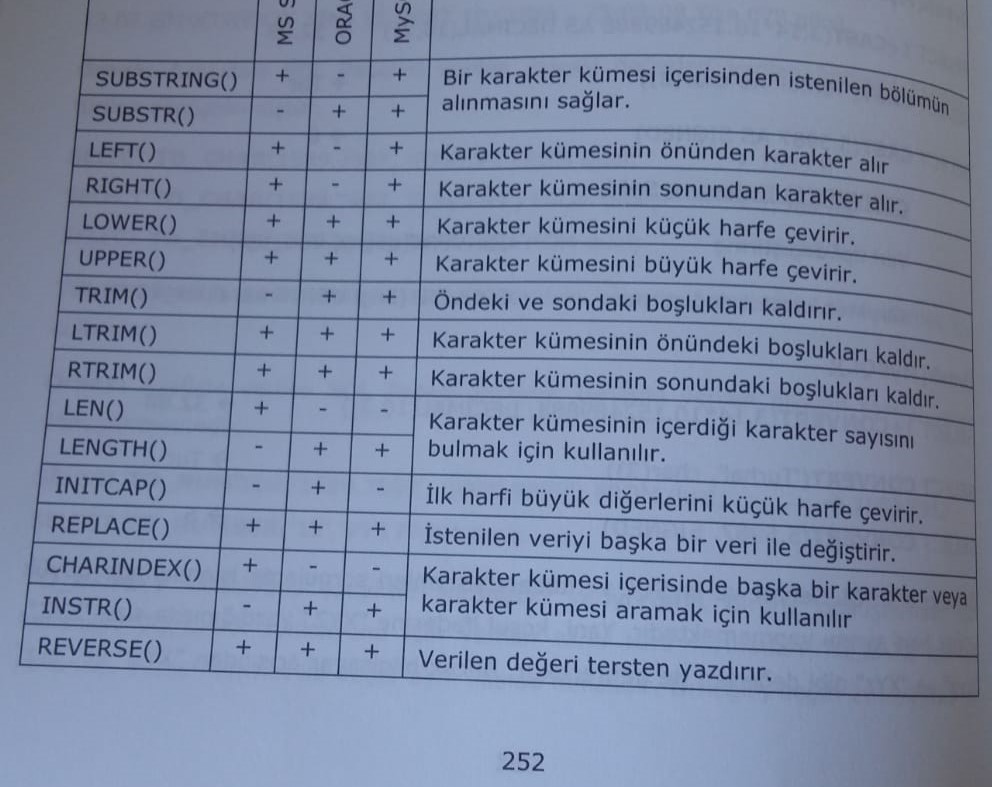 MS S ORA MySQ
SUBSTRING() + - + Bir karakter kümesi içerisinden istenilen bölümün
SUBSTR() - + + alınmasını sağlar.
LEFT() + - + Karakter kümesinin önünden karakter alır
RIGHT() + - + Karakter kümesinin sonundan karakter alır.
LOWER() + + + Karakter kümesini küçük harfe çevirir.
UPPER() + + + Karakter kümesini büyük harfe çevirir.
TRIM() + + Öndeki ve sondaki boşlukları kaldırır.
LTRIM() + + + Karakter kümesinin önündeki boşlukları kaldır.
RTRIM() + + + Karakter kümesinin sonundaki boşlukları kaldır.
LEN() + - - Karakter kümesinin içerdiği karakter sayısını
LENGTH() - + + bulmak için kullanılır.
INITCAP() - + - İlk harfi büyük diğerlerini küçük harfe çevirir.
REPLACE() + + + İstenilen veriyi başka bir veri ile değiştirir.
CHARINDEX() + - - Karakter kümesi içerisinde başka bir karakter veya
INSTR() - + + karakter kümesi aramak için kullanılır
REVERSE() + + + Verilen değeri tersten yazdırır.
252